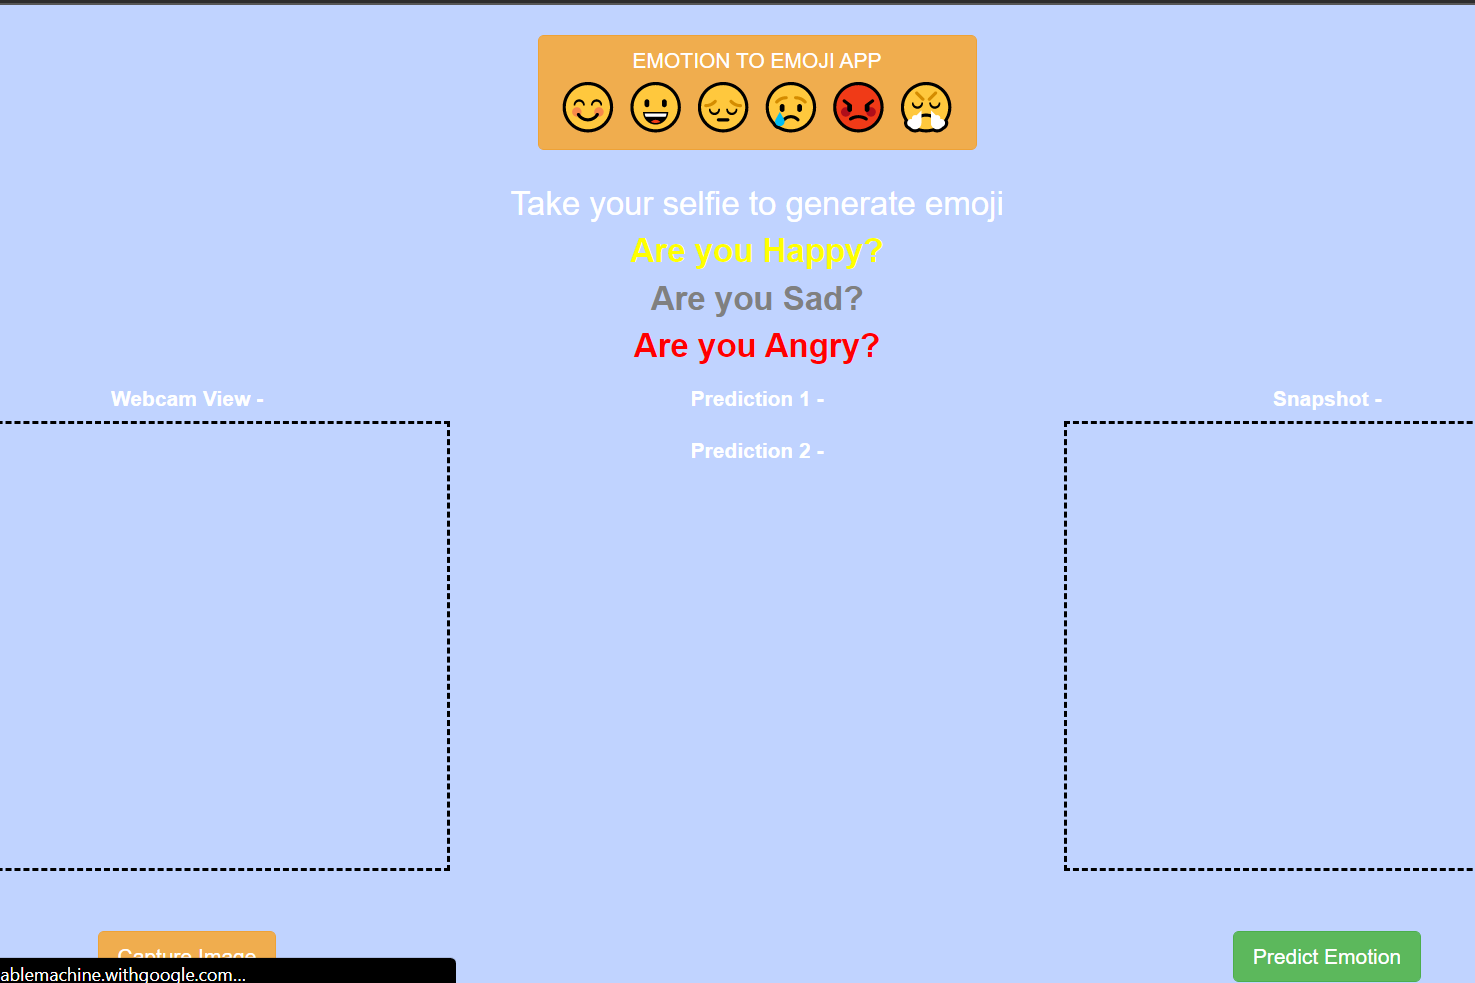 EMOTION TO EMOJI APP
Take your selfie to generate emoji
Are you Happy?
Are you Sad?
Are you Angry?
Webcam View -
Prediction 1 -
Snapshot -
Prediction 2 -
Capture Image
Predict Emotion
ablemachine.withgoogle.com...